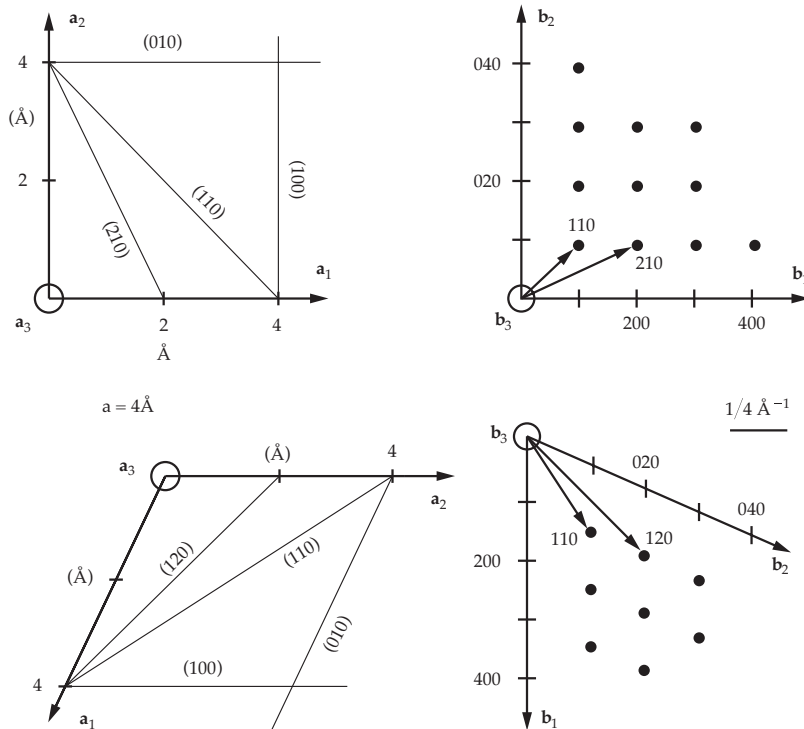 a2
(010)
4
(Å)
2
(100)
(110)
(210)
a1
a3
2
4
Å
b2
040
020
110
210
b1
b3
200
400
a = 4Å
a3
(Å)
4
a2
(120)
(110)
(Å)
(010)
(100)
4
a1
1/4 Å−1
b3
020
040
110
120
b2
200
400
b1